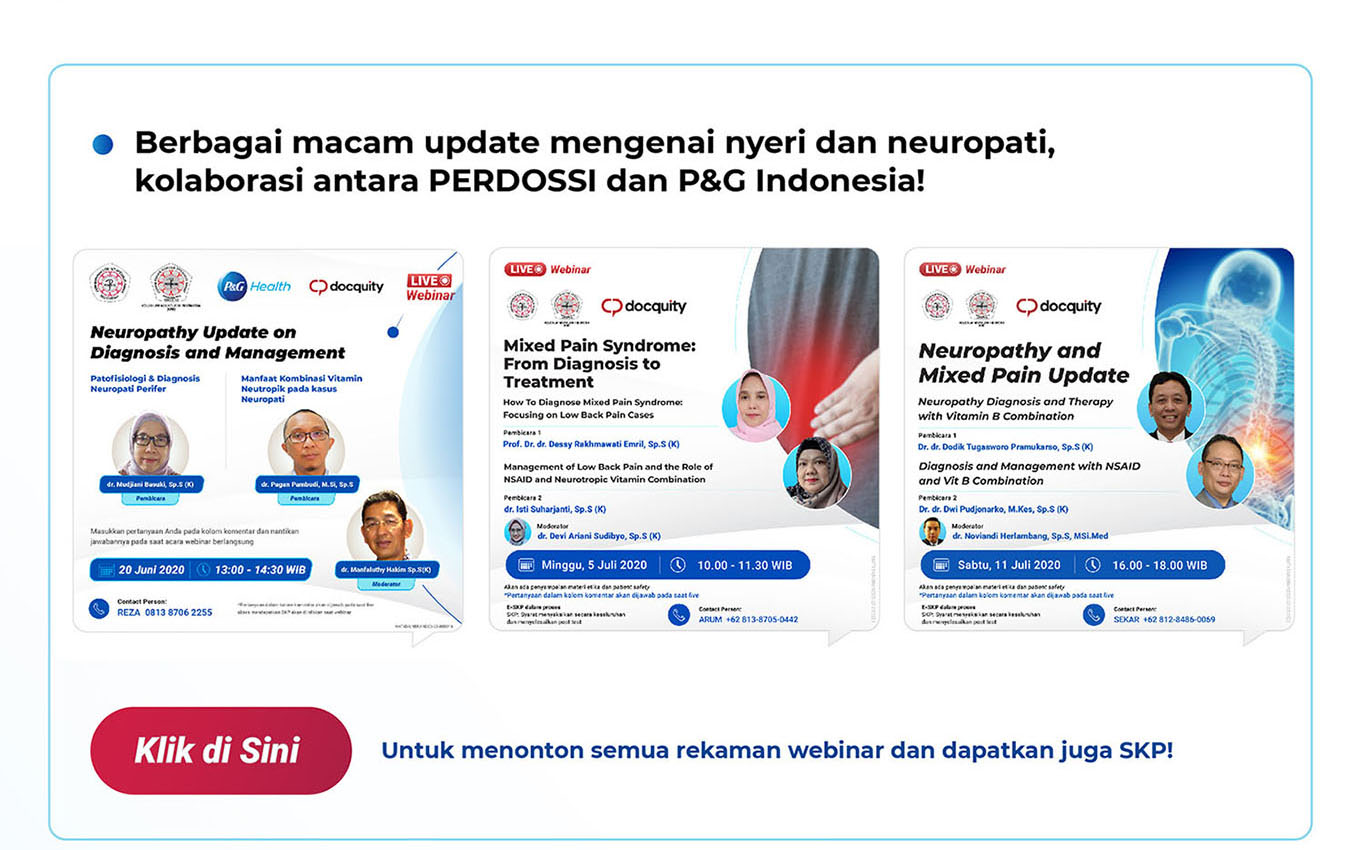 Berbagai macam update mengenai nyeri dan neuropati,
kolaborasi antara PERDOSSI dan P&G Indonesia!
P&G Health
docquity
LIVE
Webinar
Neuropathy Update on
Diagnosis and Management
Patofisiologi & Diagnosis
Neuropati Perifer
Manfaat Kombinasi Vitamin
Neutropik pada kasus
Neuropati
dr. Mudjiani Basuki, Sp.S (K)
Pembicara
dr. Pagan Pambudi, M.Si, Sp.S
Pembicara
Masukkan pertanyaan Anda pada kolom komentar dan nantikan
jawabannya pada saat acara webinar berlangsung
dr. Manfaluthy Hakim Sp.S(K)
Moderator
20 Juni 2020
13:00 - 14:30 WIB
Contact Person:
REZA 0813 8706 2255
LIVE Webinar
docquity
Mixed Pain Syndrome:
From Diagnosis to
Treatment
How To Diagnose Mixed Pain Syndrome:
Focusing on Low Back Pain Cases
Pembicara 1
Prof. Dr. dr. Dessy Rakhmawati Emril, Sp.S (K)
Management of Low Back Pain and the Role of
NSAID and Neurotropic Vitamin Combination
Pembicara 2
dr. Isti Suharjanti, Sp.S (K)
Moderator
dr. Devi Ariani Sudibyo, Sp.S (K)
Minggu, 5 Juli 2020
10.00 - 11.30 WIB
Akan ada penyampaian materi etika dan patient safety
*Pertanyaan dalam kolom komentar akan dijawab pada saat live
E-SKP dalam proses
SKP: Syarat menyaksikan secara keseluruhan
dan menyelesaikan post test
Contact Person:
ARUM +62 813-8705-0442
LIVE Webinar
docquity
Neuropathy and
Mixed Pain Update
Neuropathy Diagnosis and Therapy
with Vitamin B Combination
Pembicara 1
Dr. dr. Dodik Tugasworo Pramukarso, Sp.S (K)
Diagnosis and Management with NSAID
and Vit B Combination
Pembicara 2
Dr. dr. Dwi Pudjonarko, M.Kes, Sp.S (K)
Moderator
dr. Noviandi Herlambang, Sp.S, MSi.Med
Sabtu, 11 Juli 2020
16.00 - 18.00 WIB
Akan ada penyampaian materi etika dan patient safety
*Pertanyaan dalam kolom komentar akan dijawab pada saat live
E-SKP dalam proses
SKP: Syarat menyaksikan secara keseluruhan
dan menyelesaikan post test
Contact Person:
SEKAR +62 812-8486-0069
Klik di Sini
Untuk menonton semua rekaman webinar dan dapatkan juga SKP!